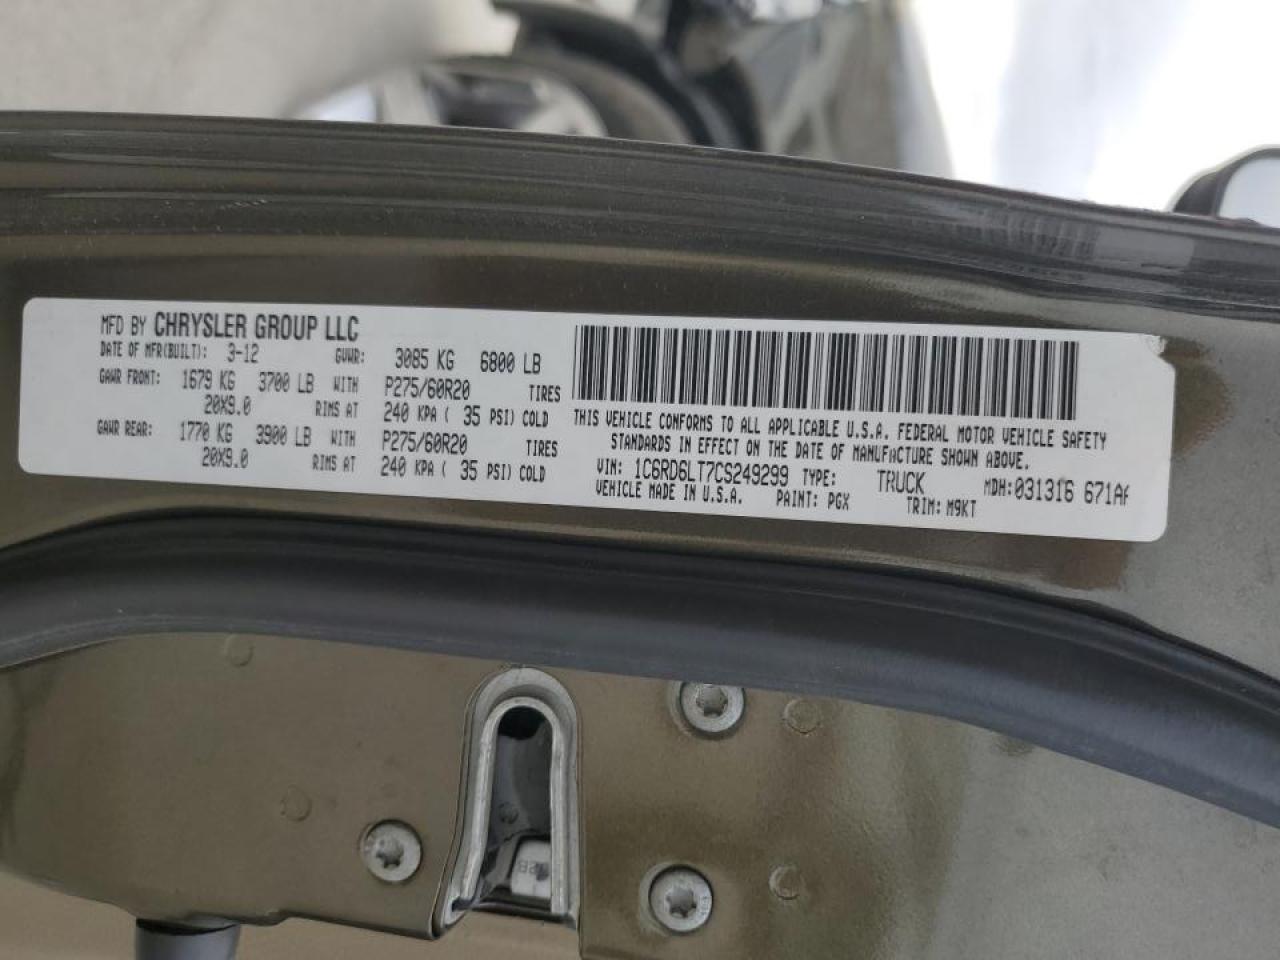 MFD BY CHRYSLER GROUP LLC
DATE OF MFR(BUILT): 3-12 GVWR: 3085 KG 6800 LB
GAWR FRONT: 1679 KG 3700 LB WITH P275/60R20 TIRES
20X9.0 RIMS AT 240 KPA ( 35 PSI) COLD
GAWR REAR: 1770 KG 3900 LB WITH P275/60R20 TIRES
20X9.0 RIMS AT 240 KPA ( 35 PSI) COLD
THIS VEHICLE CONFORMS TO ALL APPLICABLE U.S.A. FEDERAL MOTOR VEHICLE SAFETY
STANDARDS IN EFFECT ON THE DATE OF MANUFACTURE SHOWN ABOVE.
VIN: 1C6RD6LT7CS249299 TYPE: TRUCK MDH:031316 671
VEHICLE MADE IN U.S.A. PAINT: PGX TRIM: M9KT